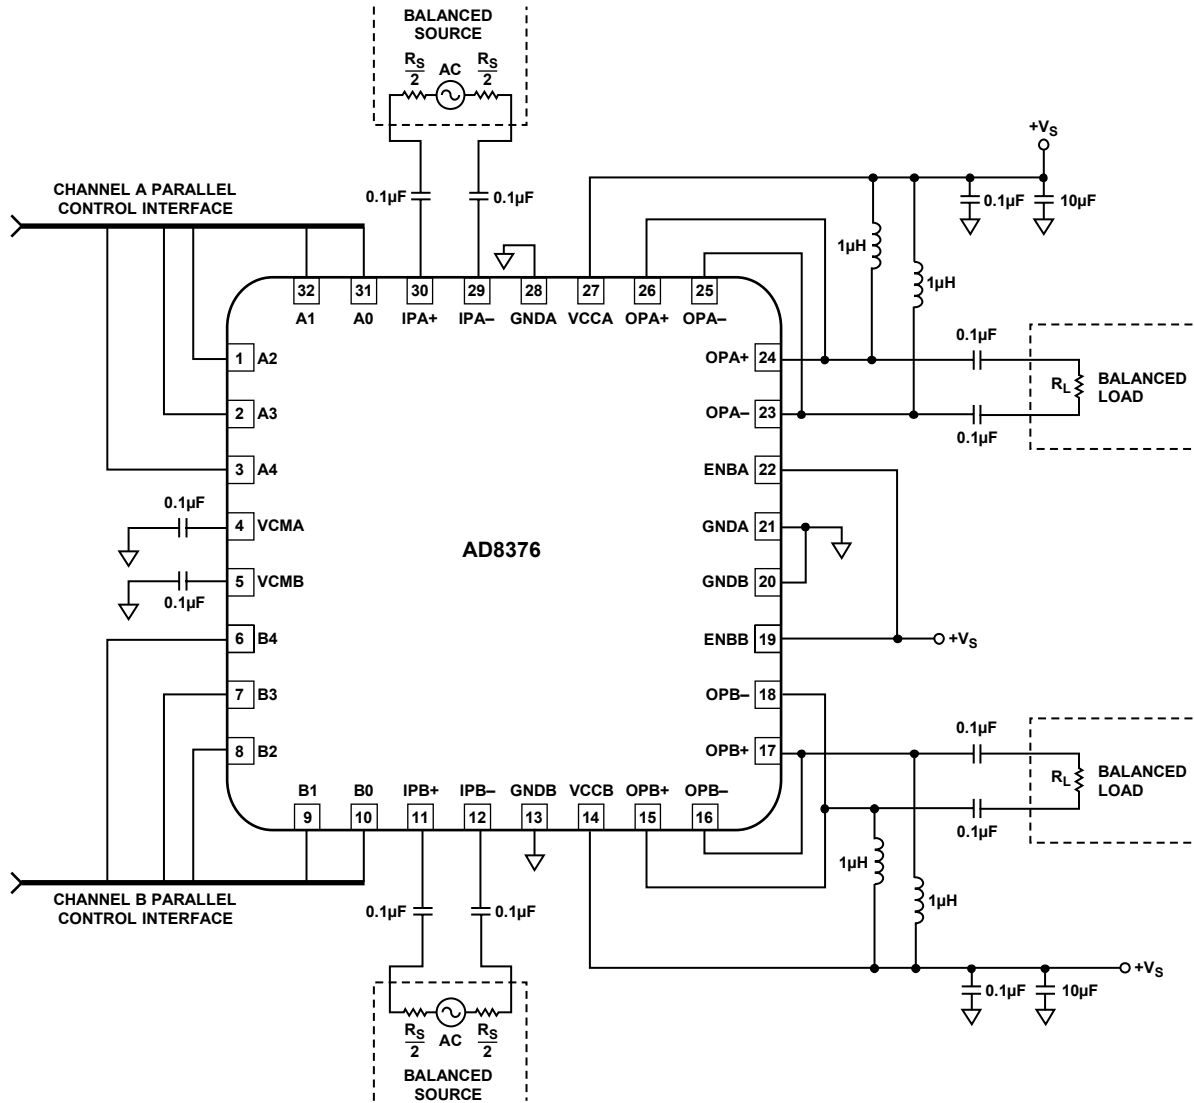 BALANCED
SOURCE
RS/2 AC RS/2
+VS
0.1µF 0.1µF
0.1µF 10µF
CHANNEL A PARALLEL
CONTROL INTERFACE
1µH
1µH
32 31 30 29 28 27 26 25
A1 A0 IPA+ IPA– GNDA VCCA OPA+ OPA–
0.1µF
1 A2 OPA+ 24
RL BALANCED
LOAD
2 A3 OPA– 23
0.1µF
3 A4 ENBA 22
0.1µF
4 VCMA GNDA 21
AD8376
5 VCMB GNDB 20
0.1µF
6 B4 ENBB 19 +VS
7 B3 OPB– 18
0.1µF
8 B2 OPB+ 17
RL BALANCED
LOAD
B1 B0 IPB+ IPB– GNDB VCCB OPB+ OPB–
9 10 11 12 13 14 15 16
0.1µF
1µH
1µH
CHANNEL B PARALLEL
CONTROL INTERFACE
0.1µF 0.1µF
+VS
0.1µF 10µF
RS/2 AC RS/2
BALANCED
SOURCE